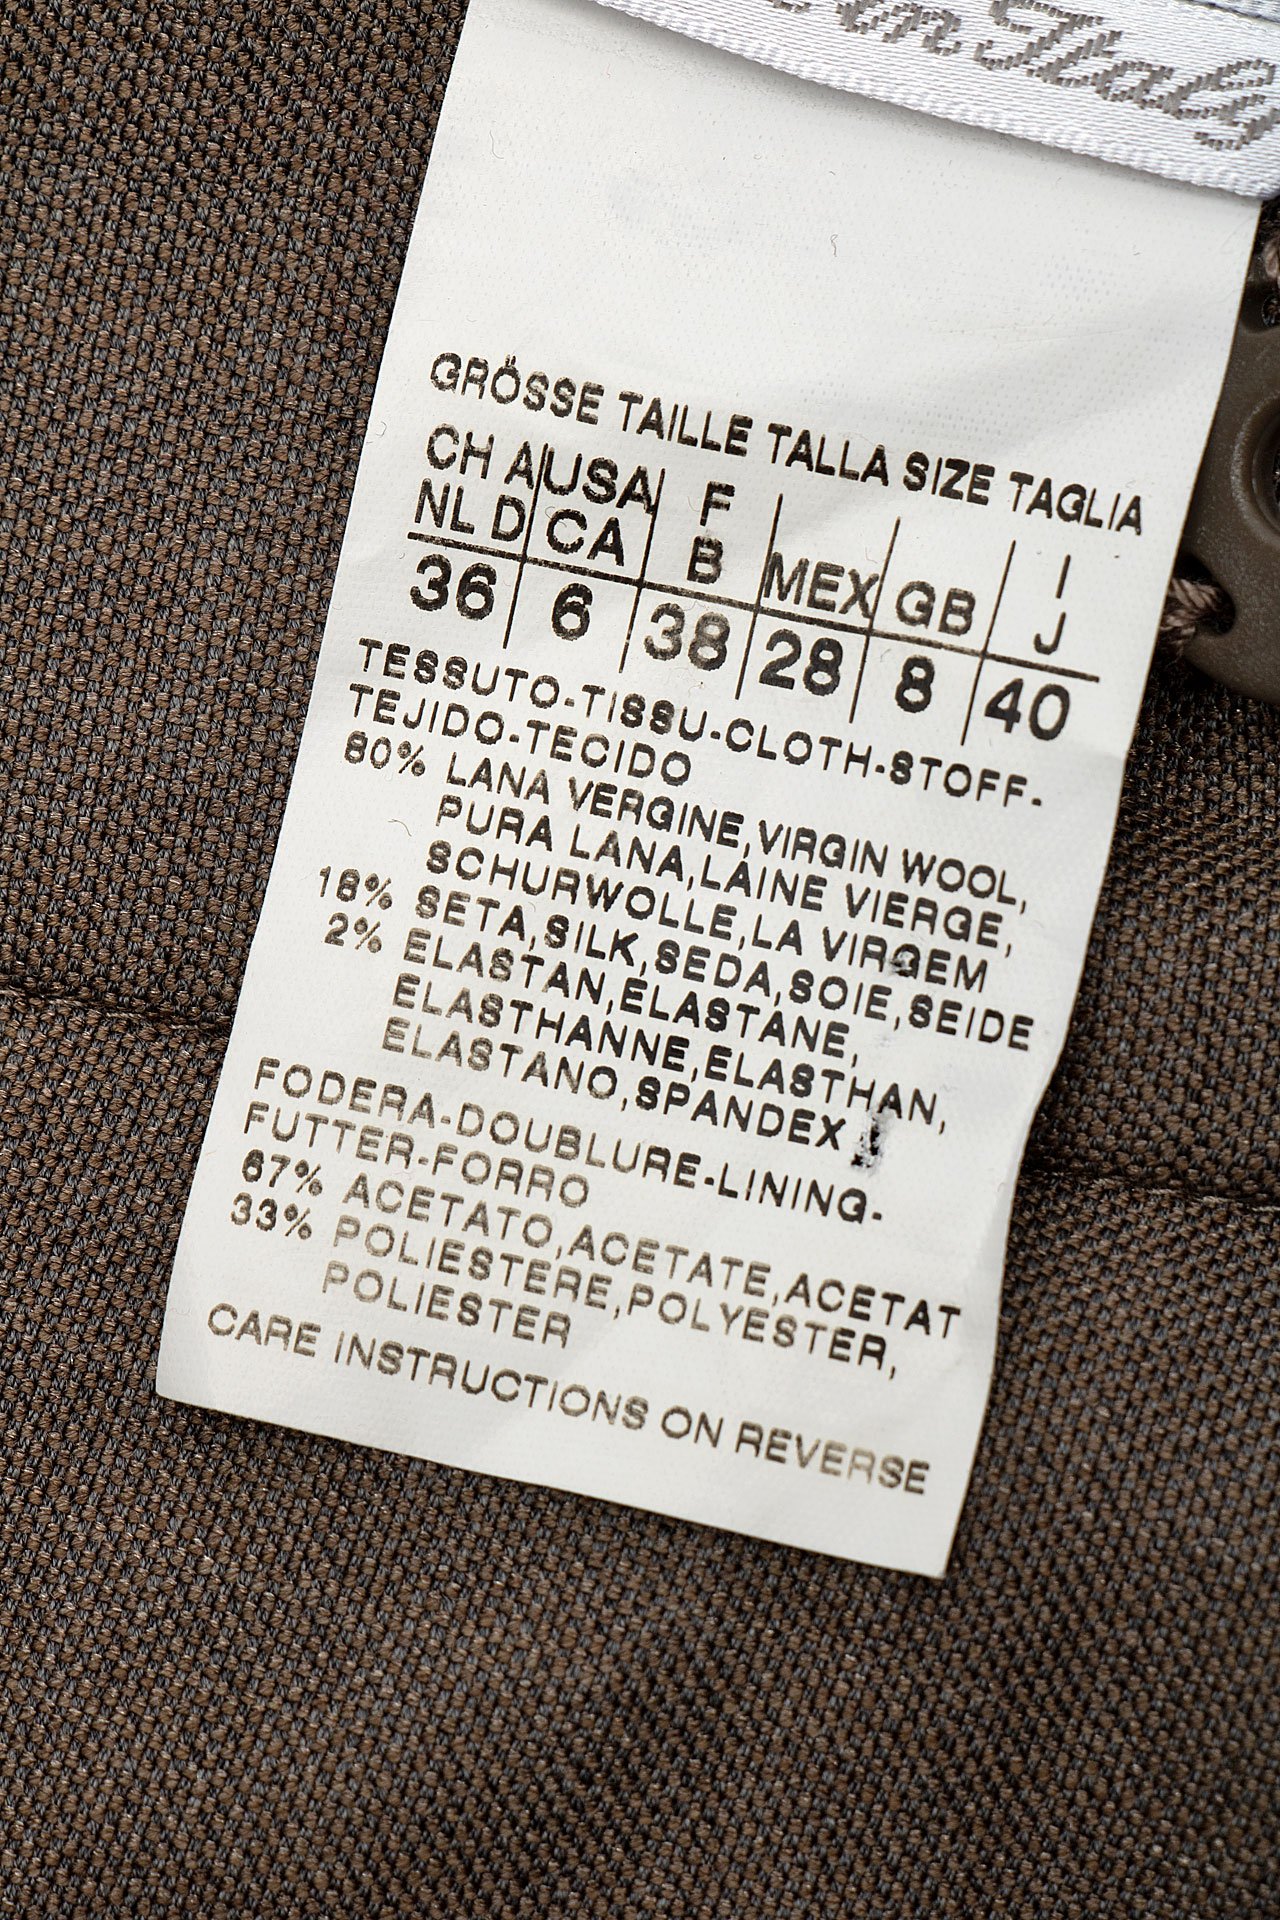 in Italy
GRÖSSE TAILLE TALLA SIZE TAGLIA
CH A USA F
NL D CA B MEX GB I J
36 6 38 28 8 40
TESSUTO-TISSU-CLOTH-STOFF-
TEJIDO-TECIDO
80% LANA VERGINE,VIRGIN WOOL,
PURA LANA,LAINE VIERGE,
SCHURWOLLE,LA VIRGEM
18% SETA,SILK,SEDA,SOIE,SEIDE
2% ELASTAN,ELASTANE,
ELASTHANNE,ELASTHAN,
ELASTANO,SPANDEX
FODERA-DOUBLURE-LINING-
FUTTER-FORRO
67% ACETATO,ACETATE,ACETAT
33% POLIESTERE,POLYESTER,
POLIESTER
CARE INSTRUCTIONS ON REVERSE